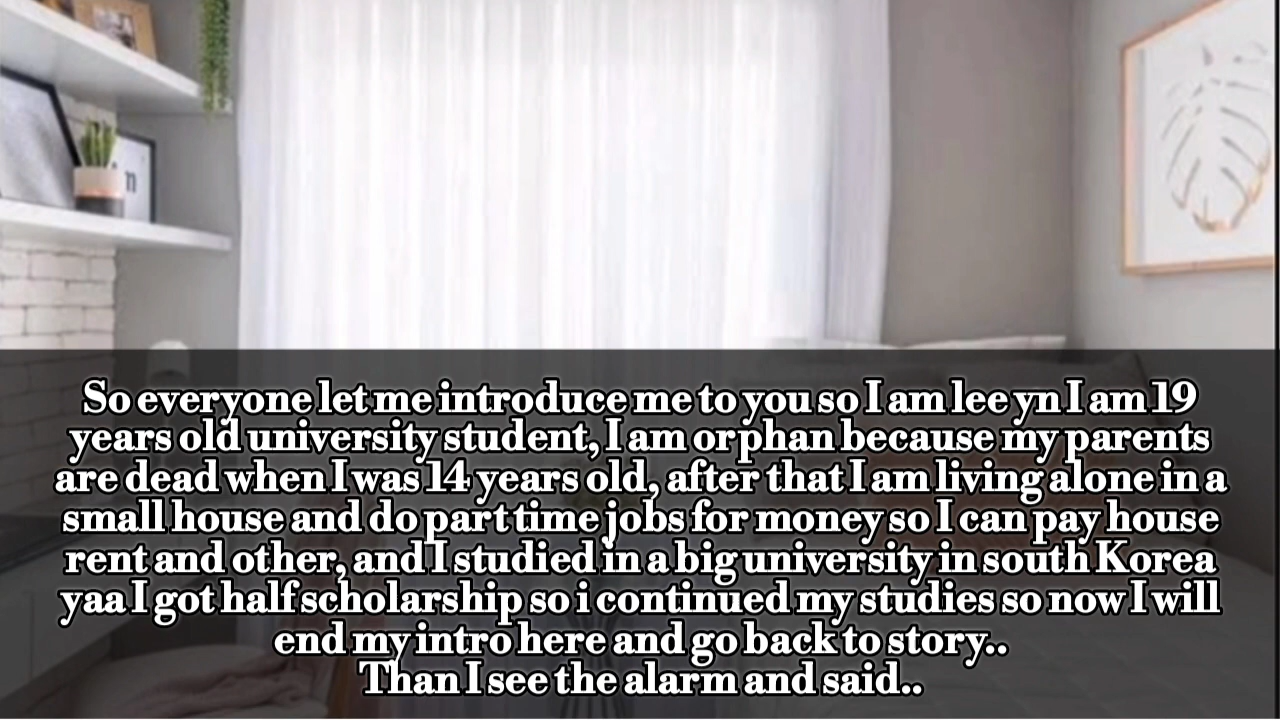 n
So everyone let me introduce me to you so I am lee yn I am 19
years old university student, I am orphan because my parents
are dead when I was 14 years old, after that I am living alone in a
small house and do part time jobs for money so I can pay house
rent and other, and I studied in a big university in south Korea
yaa I got half scholarship so i continued my studies so now I will
end my intro here and go back to story..
Than I see the alarm and said..